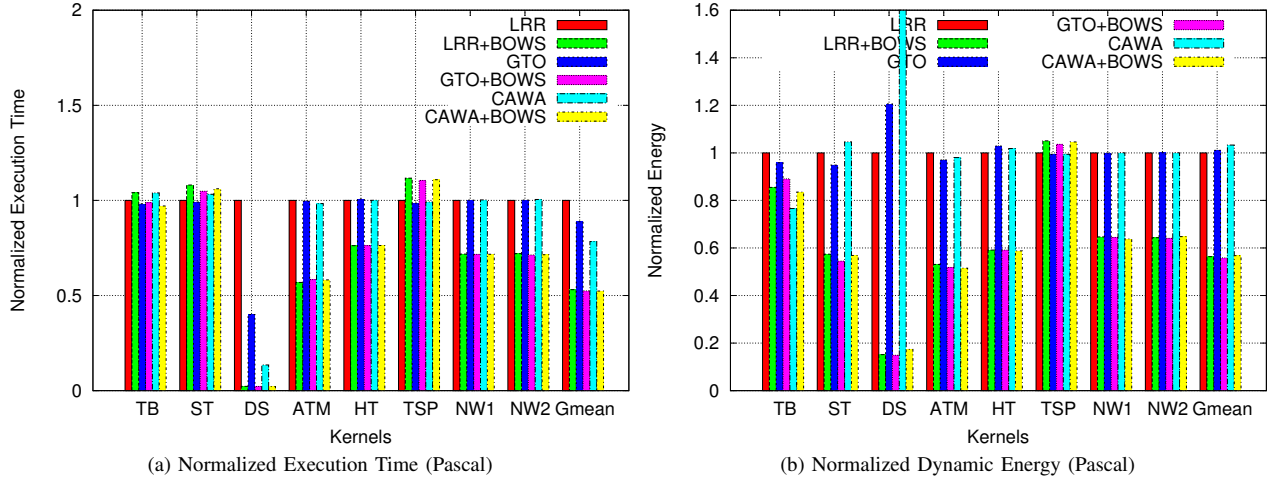 2
1.5
1
0.5
0
Normalized Execution Time
LRR
LRR+BOWS
GTO
GTO+BOWS
CAWA
CAWA+BOWS
TB ST DS ATM HT TSP NW1 NW2 Gmean
Kernels
(a) Normalized Execution Time (Pascal)
1.6
1.4
1.2
1
0.8
0.6
0.4
0.2
0
Normalized Energy
LRR
LRR+BOWS
GTO
GTO+BOWS
CAWA
CAWA+BOWS
TB ST DS ATM HT TSP NW1 NW2 Gmean
Kernels
(b) Normalized Dynamic Energy (Pascal)